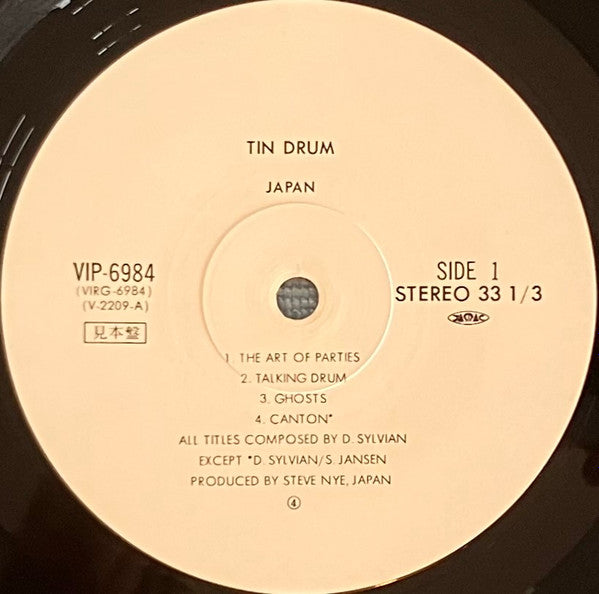 TIN DRUM
JAPAN
VIP-6984
(VIRG-6984)
(V-2209-A)
見本盤
SIDE 1
STEREO 33 1/3
JASRAC
1. THE ART OF PARTIES
2. TALKING DRUM
3. GHOSTS
4. CANTON*
ALL TITLES COMPOSED BY D. SYLVIAN
EXCEPT *D. SYLVIAN/S. JANSEN
PRODUCED BY STEVE NYE, JAPAN
④